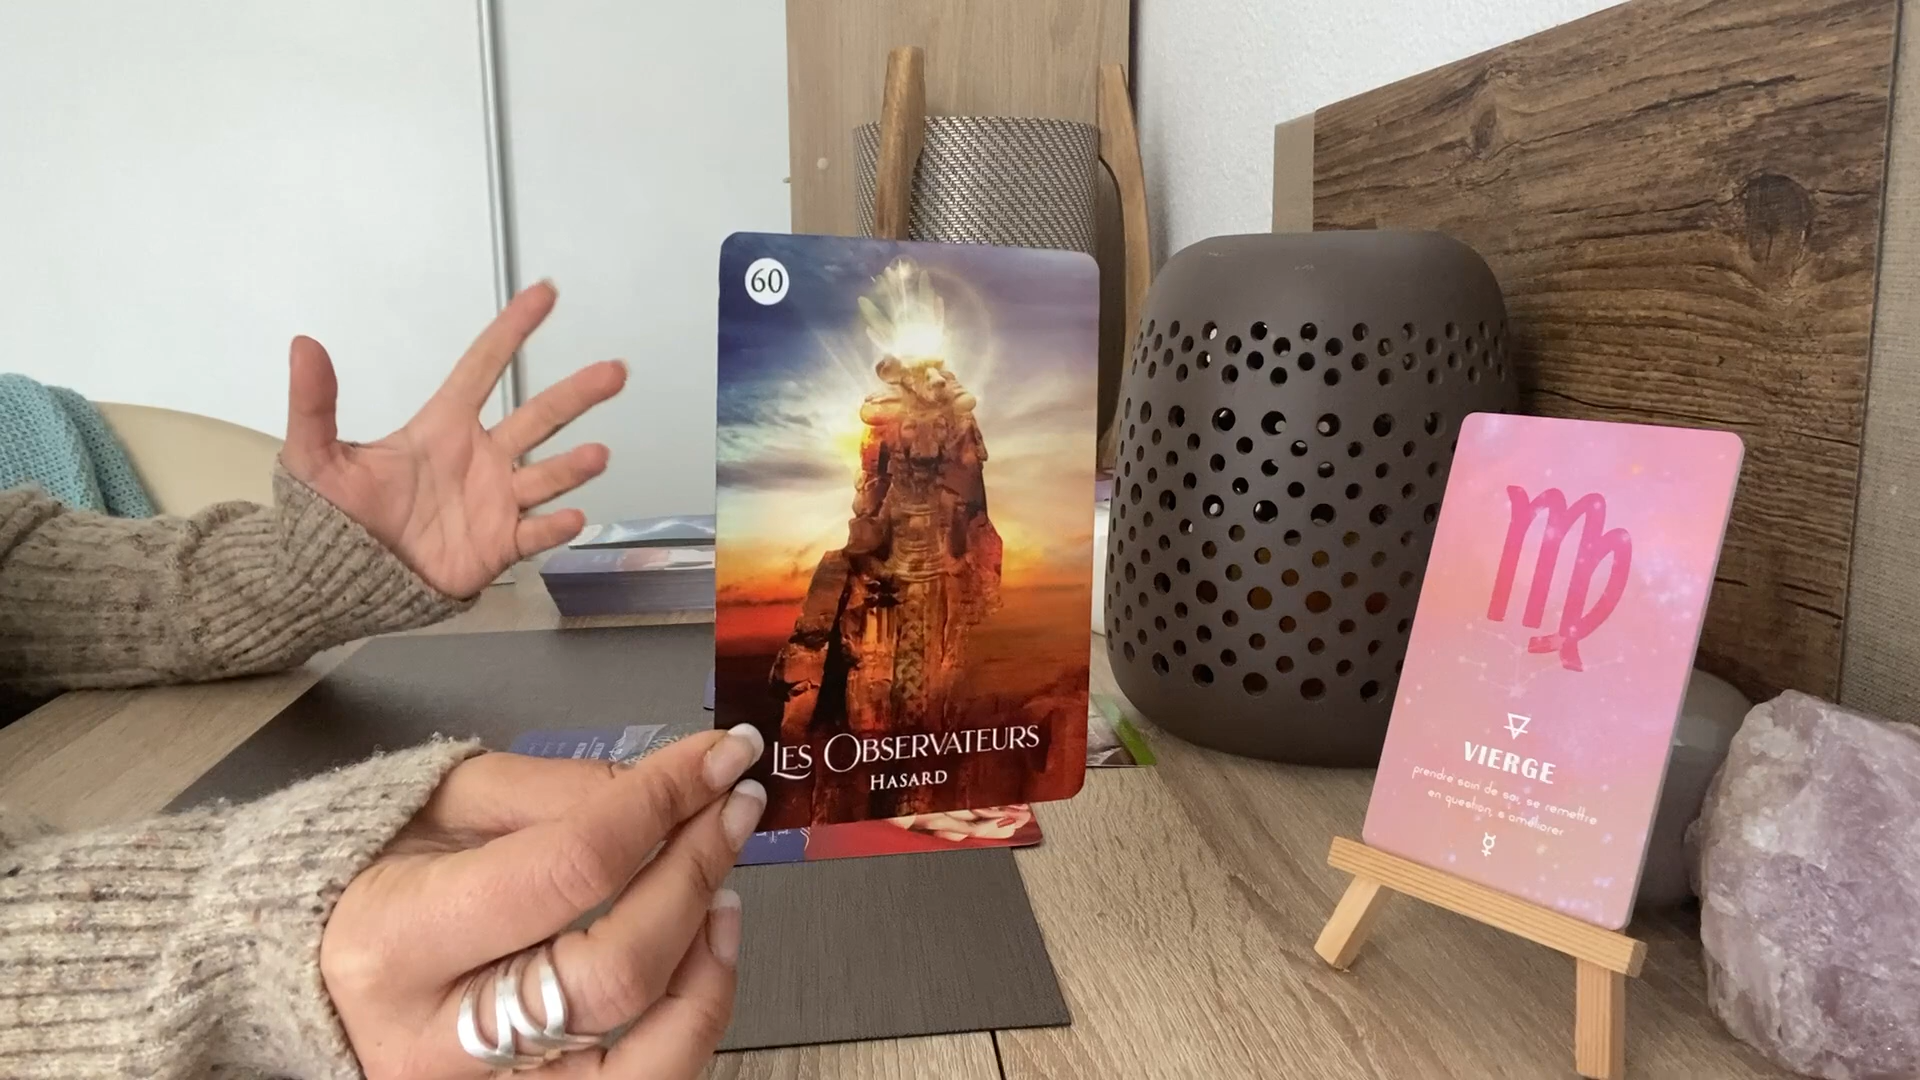 60
LES OBSERVATEURS
HASARD
VIERGE
prendre soin de soi, se remettre
en question, s'améliorer